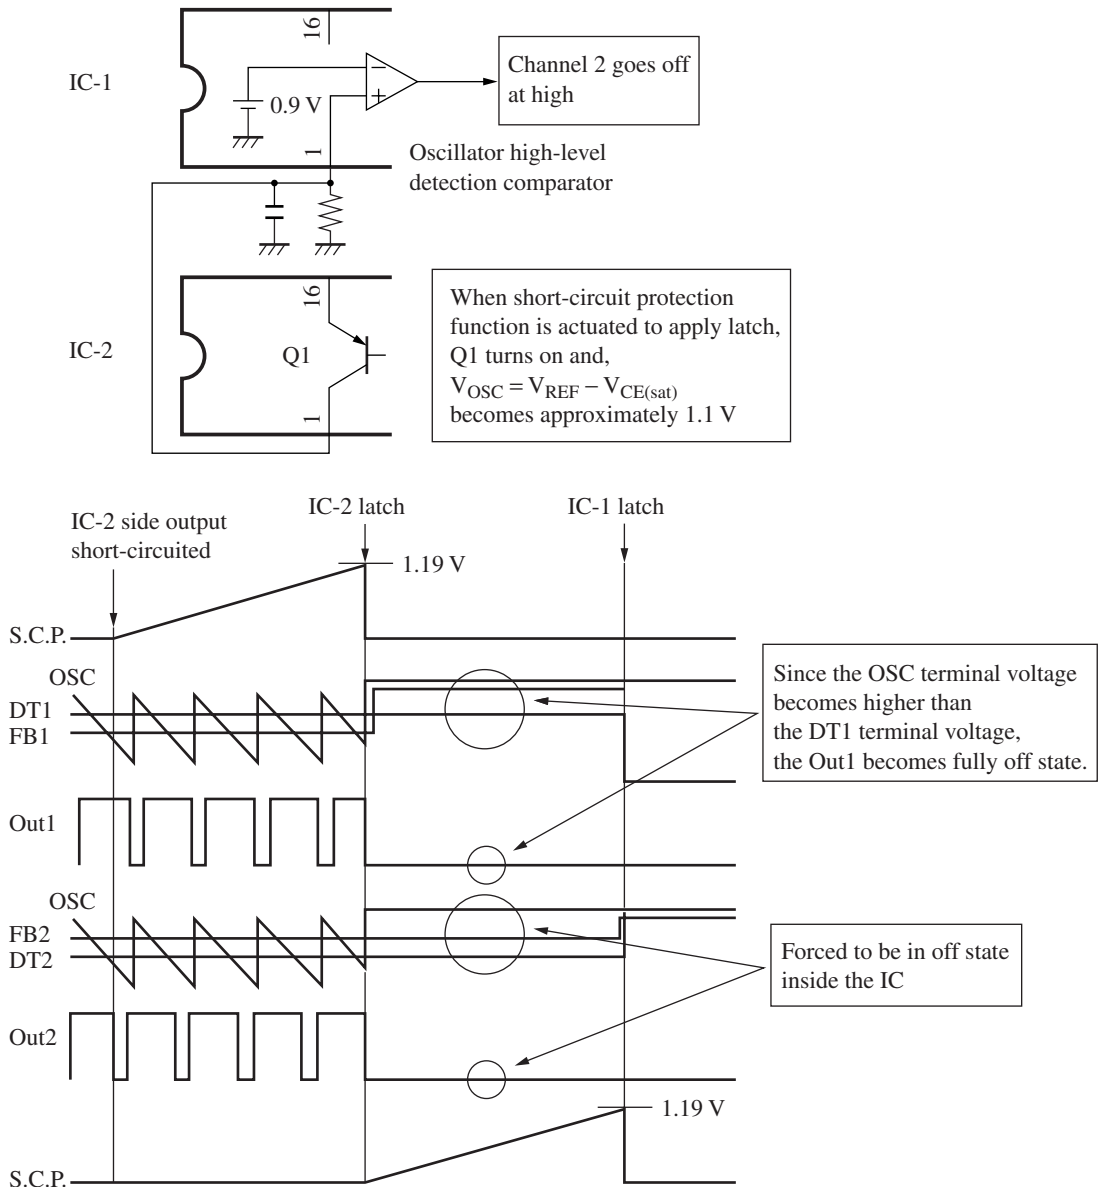 16
IC-1
0.9 V
Channel 2 goes off
at high
1
Oscillator high-level
detection comparator
16
IC-2
Q1
1
When short-circuit protection
function is actuated to apply latch,
Q1 turns on and,
V_OSC = V_REF − V_CE(sat)
becomes approximately 1.1 V
IC-2 side output
short-circuited
IC-2 latch
IC-1 latch
1.19 V
S.C.P.
OSC
DT1
FB1
Since the OSC terminal voltage
becomes higher than
the DT1 terminal voltage,
the Out1 becomes fully off state.
Out1
OSC
FB2
DT2
Forced to be in off state
inside the IC
Out2
1.19 V
S.C.P.